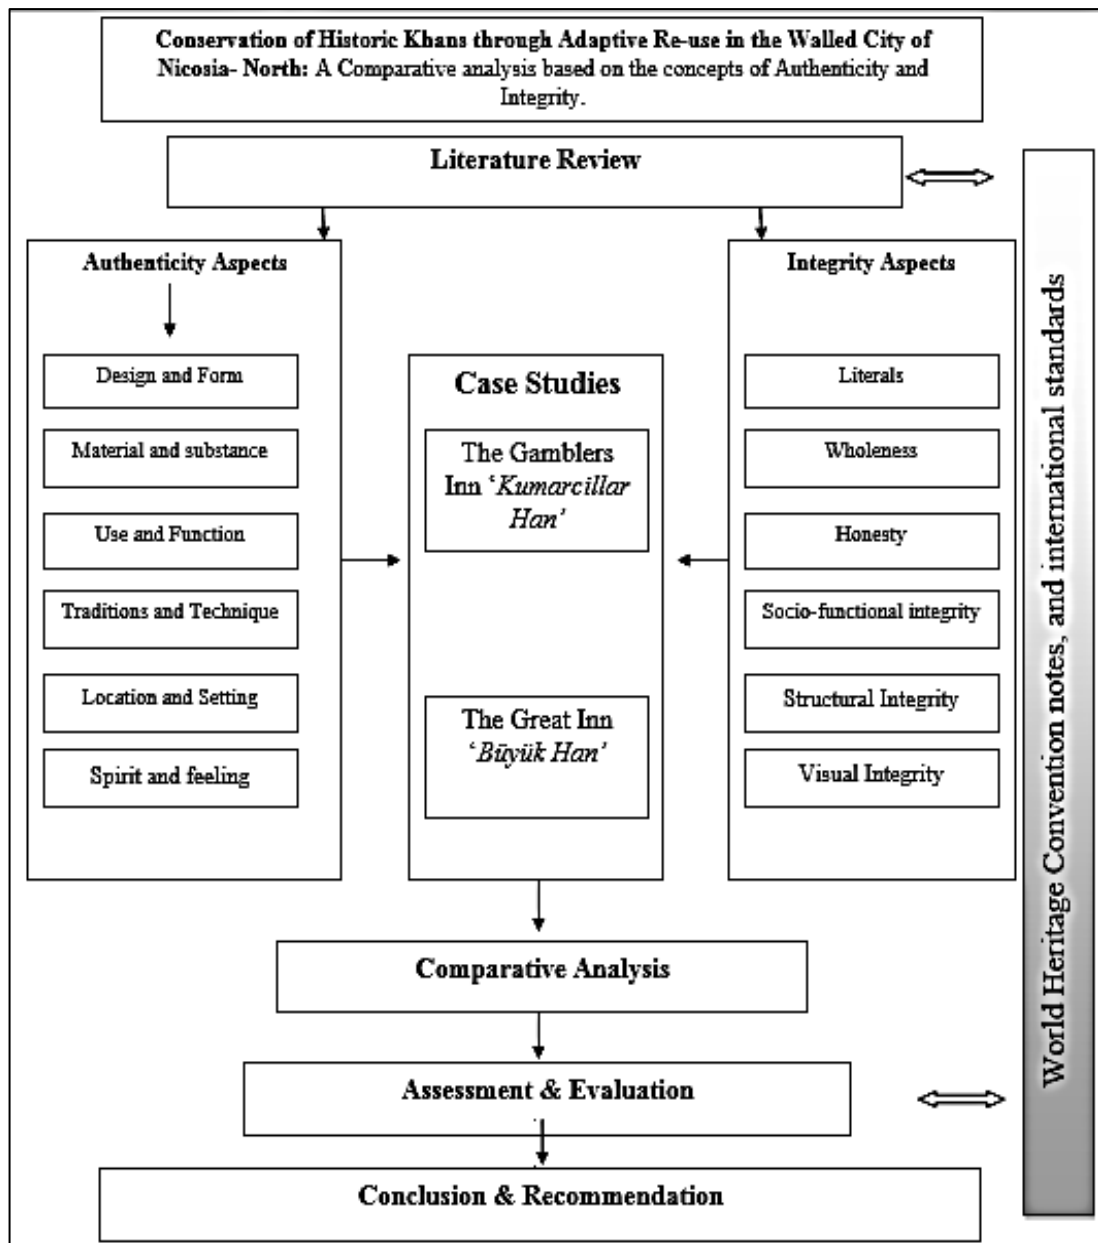 Conservation of Historic Khans through Adaptive Re-use in the Walled City of
Nicosia- North: A Comparative analysis based on the concepts of Authenticity and
Integrity.
Literature Review
Authenticity Aspects
Design and Form
Material and substance
Use and Function
Traditions and Technique
Location and Setting
Spirit and feeling
Case Studies
The Gamblers
Inn ‘Kumarcillar
Han’
The Great Inn
‘Büyük Han’
Integrity Aspects
Literals
Wholeness
Honesty
Socio-functional integrity
Structural Integrity
Visual Integrity
Comparative Analysis
Assessment & Evaluation
Conclusion & Recommendation
World Heritage Convention notes, and international standards